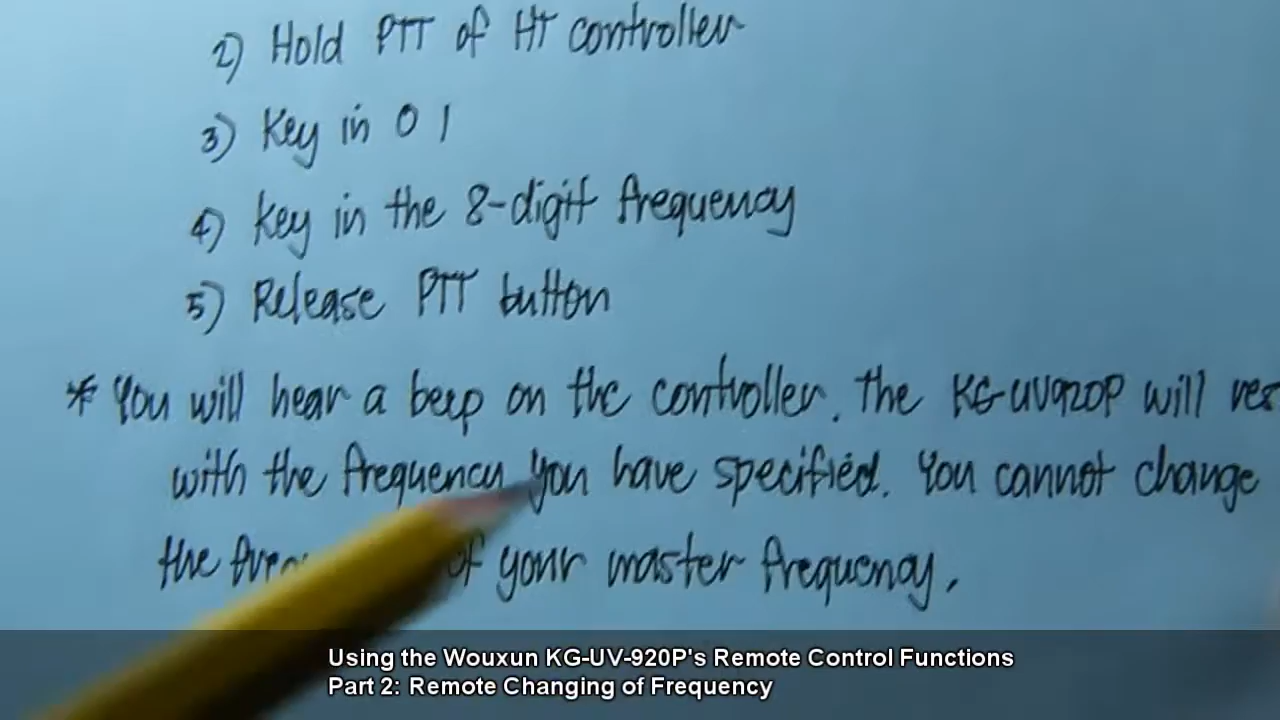 2) Hold PTT of HT controller
3) Key in 0 1
4) Key in the 8-digit frequency
5) Release PTT button
* You will hear a beep on the controller. The KG-UV920P will
with the frequency you have specified. You cannot change
the of your master frequency.
Using the Wouxun KG-UV-920P's Remote Control Functions
Part 2: Remote Changing of Frequency